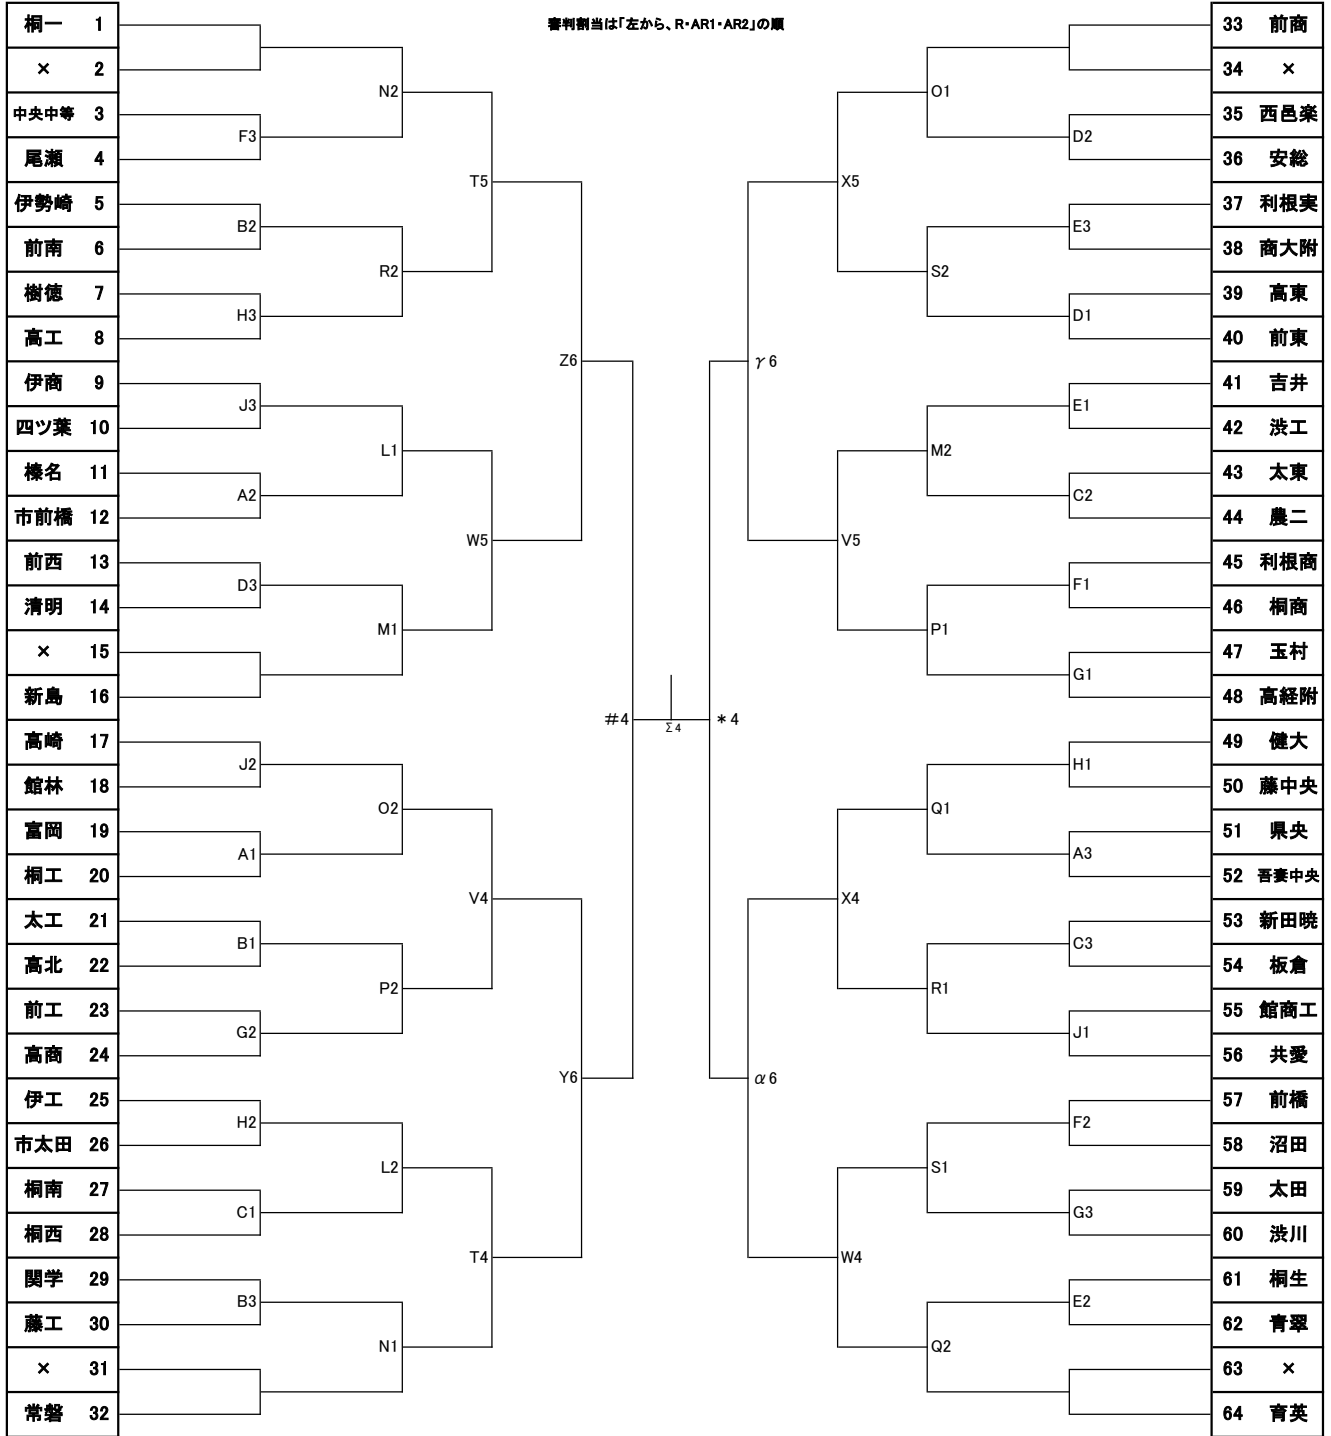 審判割当は「左から、R・AR1・AR2」の順
桐一 1
× 2
中央中等 3
尾瀬 4
伊勢崎 5
前南 6
樹徳 7
高工 8
伊商 9
四ツ葉 10
榛名 11
市前橋 12
前西 13
清明 14
× 15
新島 16
高崎 17
館林 18
富岡 19
桐工 20
太工 21
高北 22
前工 23
高商 24
伊工 25
市太田 26
桐南 27
桐西 28
関学 29
藤工 30
× 31
常磐 32
F3
B2
H3
J3
A2
D3
J2
A1
B1
G2
H2
C1
B3
N2
R2
L1
M1
O2
P2
L2
N1
T5
W5
V4
T4
Z6
Y6
#4
Σ4
*4
γ6
α6
X5
V5
X4
W4
O1
S2
M2
P1
Q1
R1
S1
Q2
D2
E3
D1
E1
C2
F1
G1
H1
A3
C3
J1
F2
G3
E2
33 前商
34 ×
35 西邑楽
36 安総
37 利根実
38 商大附
39 高東
40 前東
41 吉井
42 渋工
43 太東
44 農二
45 利根商
46 桐商
47 玉村
48 高経附
49 健大
50 藤中央
51 県央
52 吾妻中央
53 新田暁
54 板倉
55 館商工
56 共愛
57 前橋
58 沼田
59 太田
60 渋川
61 桐生
62 青翠
63 ×
64 育英